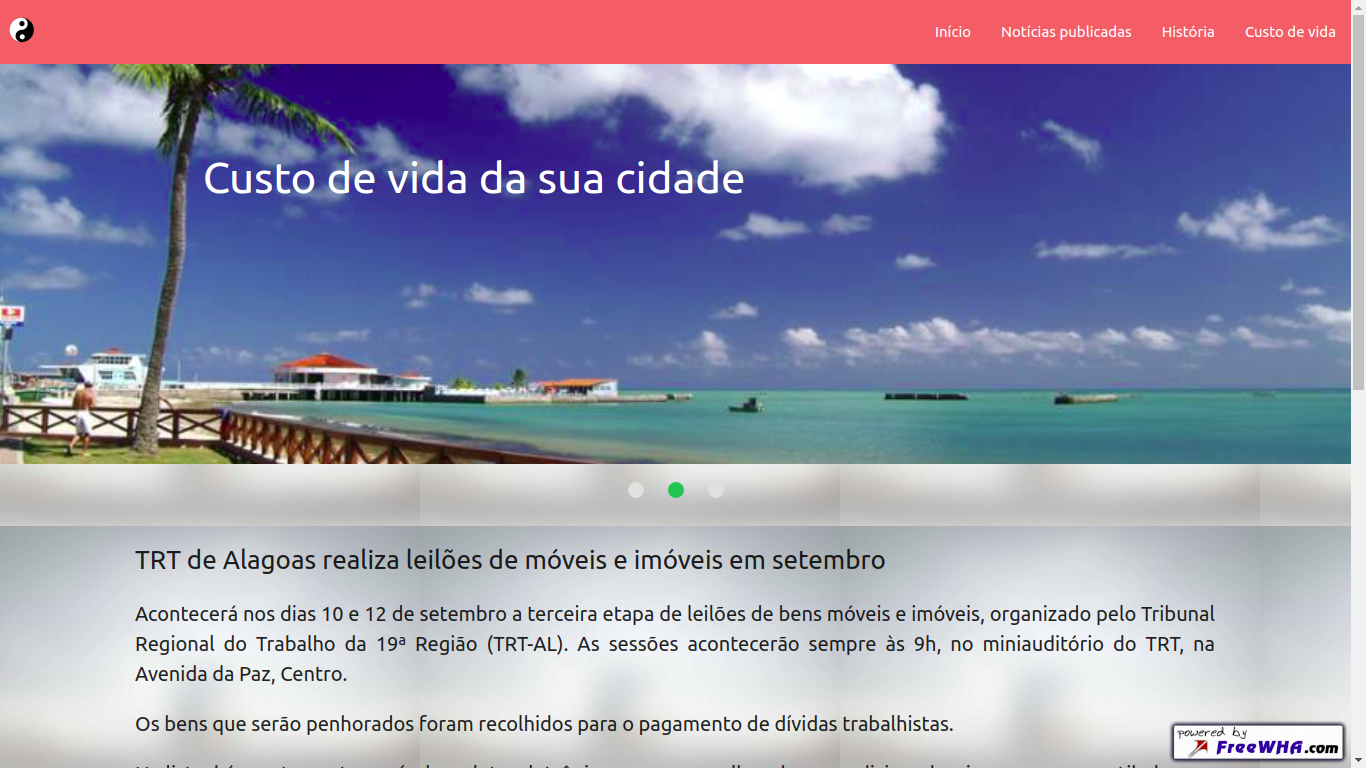 Início
Notícias publicadas
História
Custo de vida
Custo de vida da sua cidade
TRT de Alagoas realiza leilões de móveis e imóveis em setembro
Acontecerá nos dias 10 e 12 de setembro a terceira etapa de leilões de bens móveis e imóveis, organizado pelo Tribunal
Regional do Trabalho da 19ª Região (TRT-AL). As sessões acontecerão sempre às 9h, no miniauditório do TRT, na
Avenida da Paz, Centro.
Os bens que serão penhorados foram recolhidos para o pagamento de dívidas trabalhistas.
powered by
FreeWHA.com